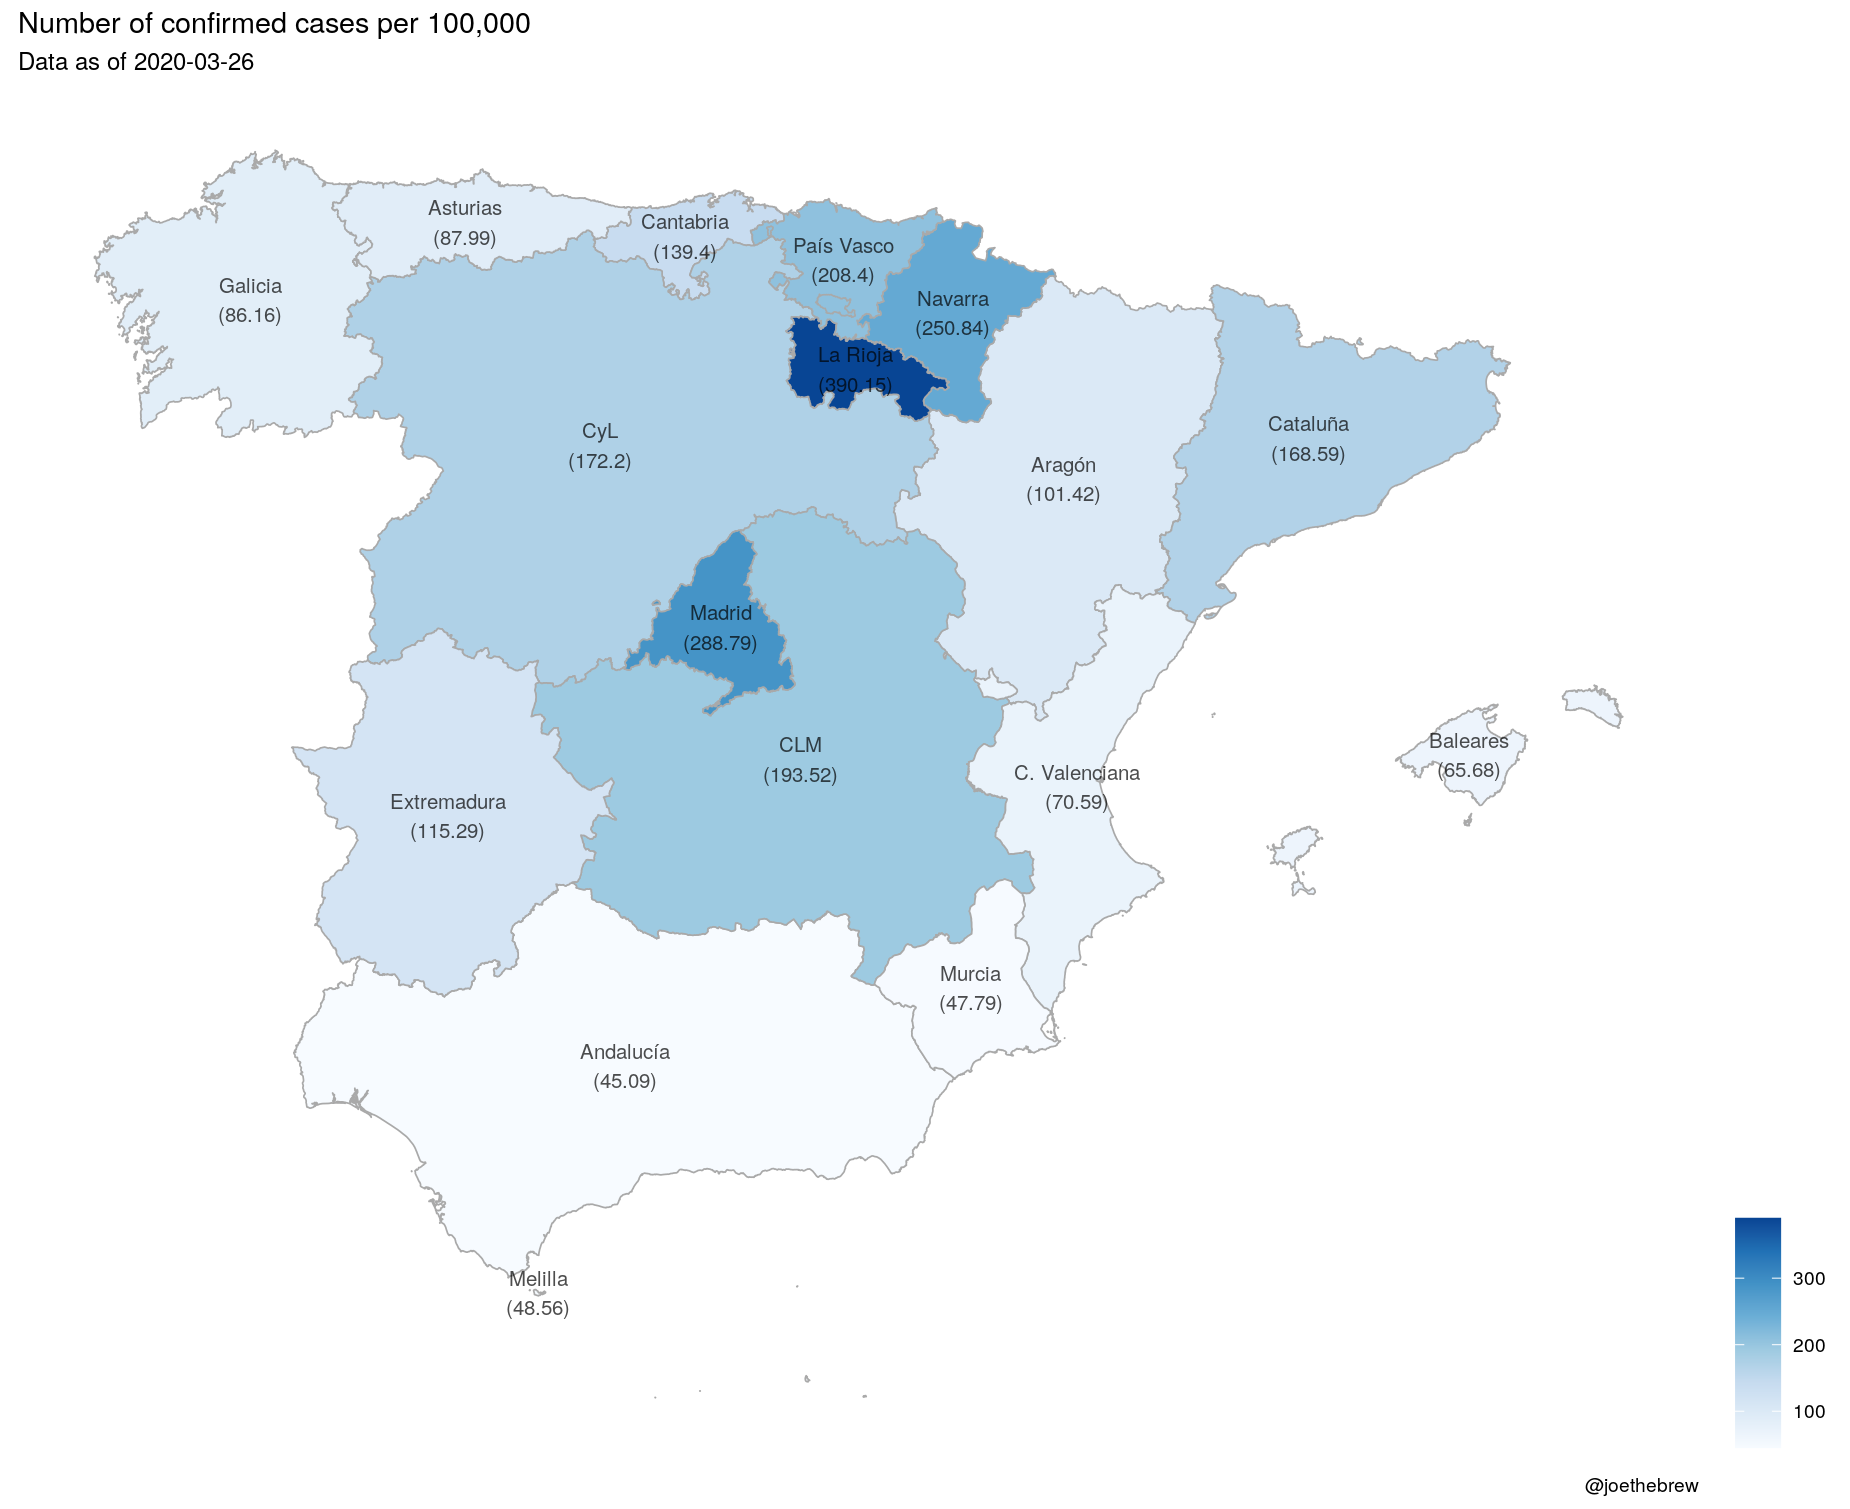 Number of confirmed cases per 100,000
Data as of 2020-03-26
Asturias
(87.99)
Cantabria
(139.4)
País Vasco
(208.4)
Galicia
(86.16)
Navarra
(250.84)
La Rioja
(390.15)
CyL
(172.2)
Cataluña
(168.59)
Aragón
(101.42)
Madrid
(288.79)
CLM
(193.52)
Baleares
(65.68)
C. Valenciana
(70.59)
Extremadura
(115.29)
Murcia
(47.79)
Andalucía
(45.09)
Melilla
(48.56)
300
200
100
@joethebrew